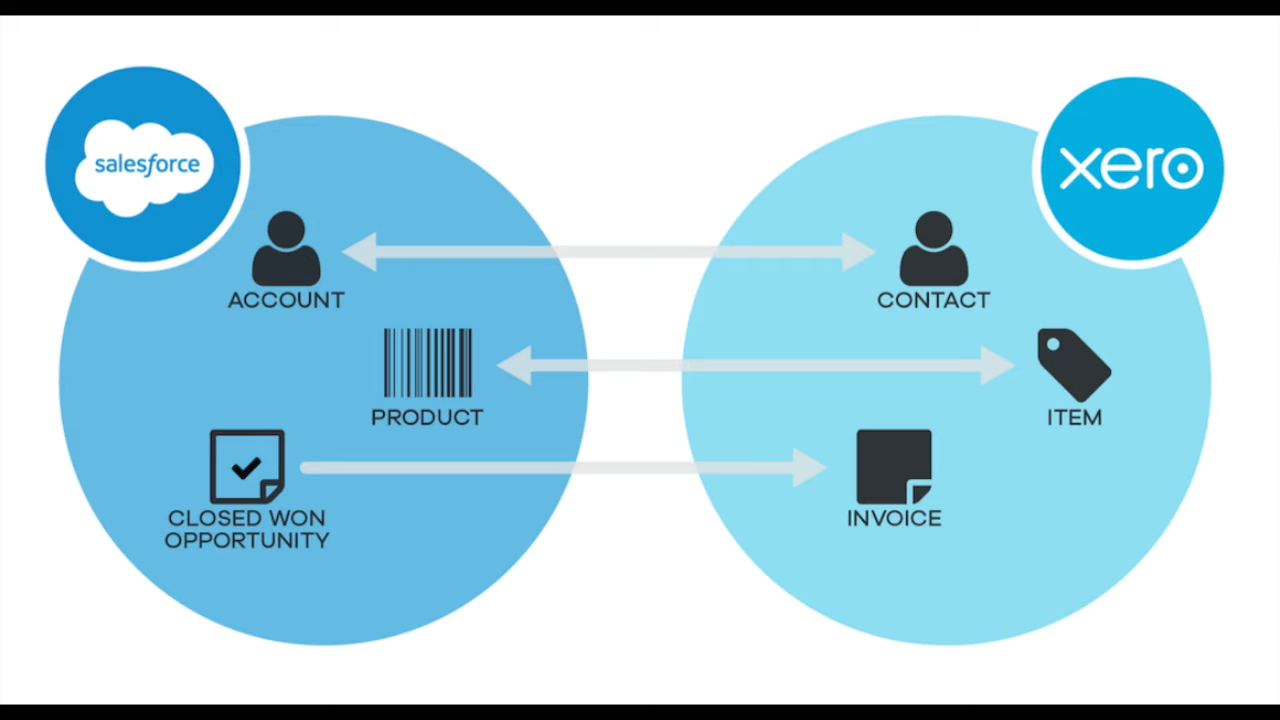 salesforce
xero
ACCOUNT
CONTACT
PRODUCT
ITEM
CLOSED WON
OPPORTUNITY
INVOICE